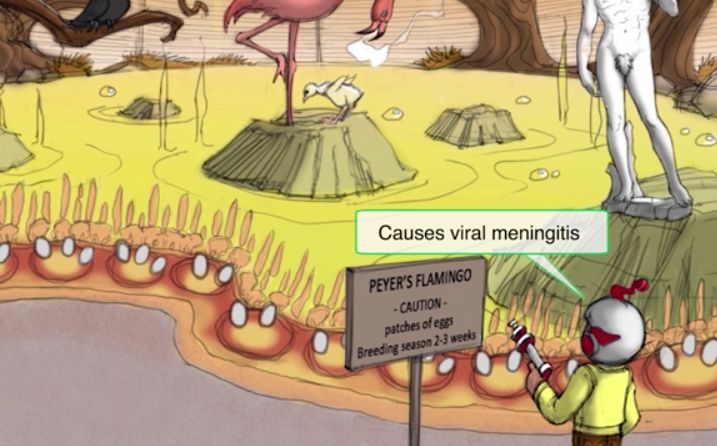 Causes viral meningitis
PEYER'S FLAMINGO
- CAUTION -
patches of eggs
Breeding season 2-3 weeks